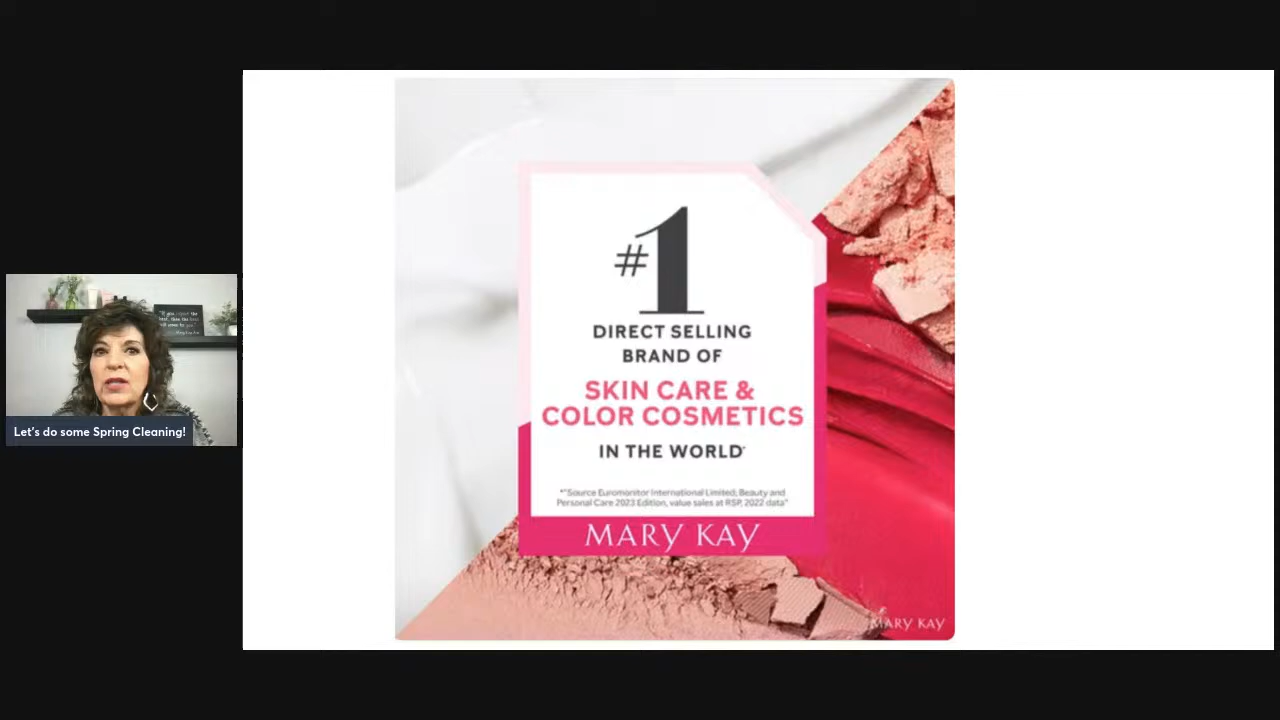 #1
DIRECT SELLING
BRAND OF
SKIN CARE &
COLOR COSMETICS
IN THE WORLD*
*"Source Euromonitor International Limited; Beauty and
Personal Care 2023 Edition, value sales at RSP, 2022 data"
MARY KAY
MARY KAY
Let's do some Spring Cleaning!